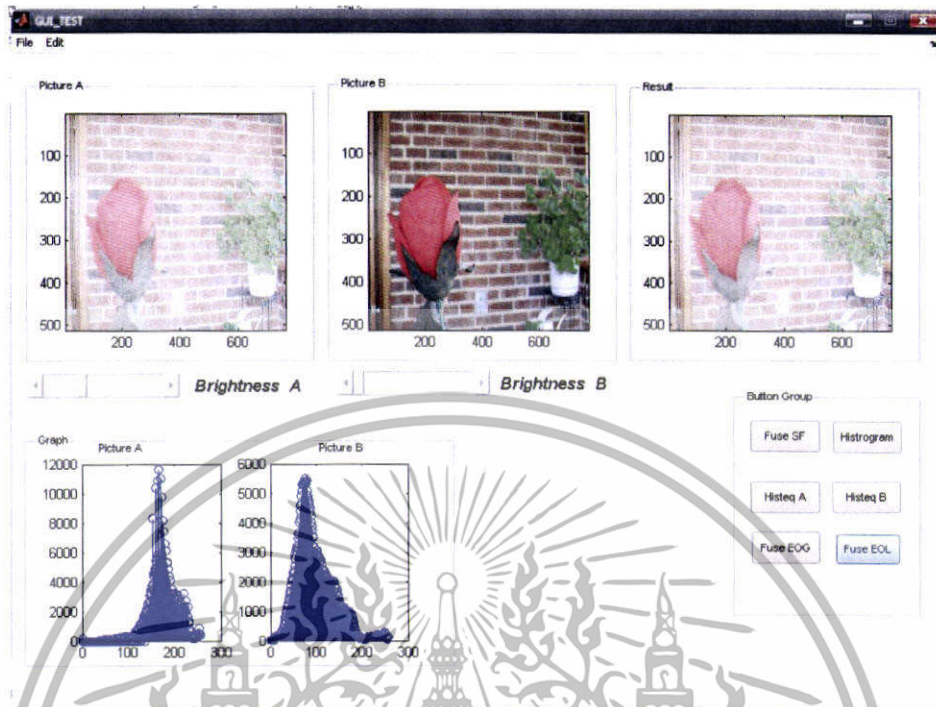 GUI_TEST
File Edit
Picture A
Picture B
Result
100
200
300
400
500
200 400 600
100
200
300
400
500
200 400 600
100
200
300
400
500
200 400 600
Brightness A
Brightness B
Graph
Picture A
12000
10000
8000
6000
4000
2000
0
0 100 200 300
Picture B
6000
5000
4000
3000
2000
1000
0
0 100 200 300
Button Group
Fuse SF
Histrogram
Histeq A
Histeq B
Fuse EOG
Fuse EOL